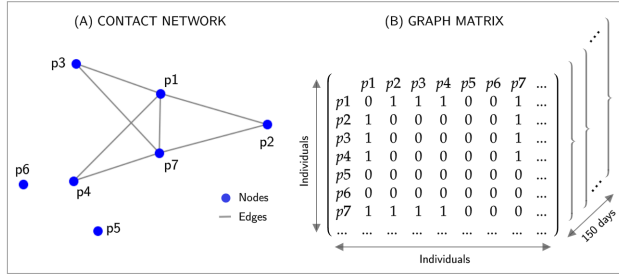 (A) CONTACT NETWORK
p3
p1
p2
p7
p6
p4
p5
Nodes
Edges
(B) GRAPH MATRIX
Individuals
p1 p2 p3 p4 p5 p6 p7 ...
p1 0 1 1 1 0 0 1 ...
p2 1 0 0 0 0 0 1 ...
p3 1 0 0 0 0 0 1 ...
p4 1 0 0 0 0 0 1 ...
p5 0 0 0 0 0 0 0 ...
p6 0 0 0 0 0 0 0 ...
p7 1 1 1 1 0 0 0 ...
... ... ... ... ... ... ... ...
Individuals
150 days